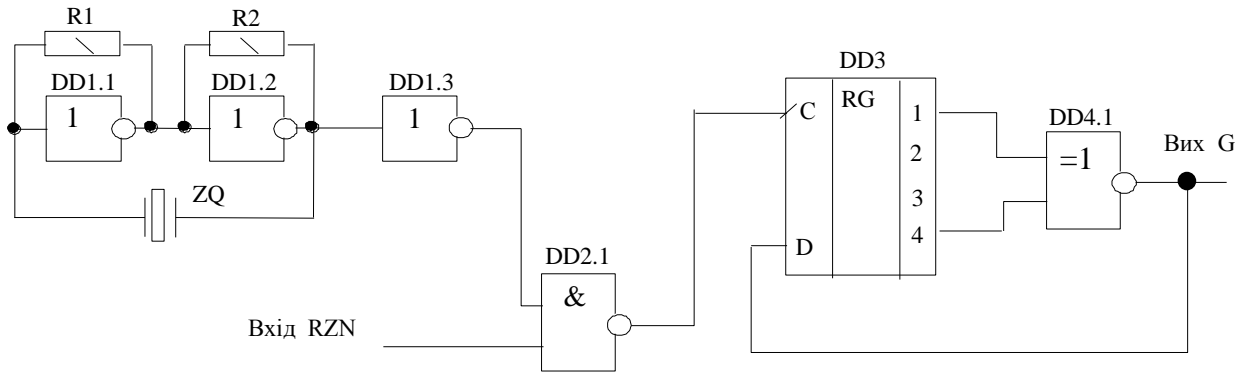 R1
R2
DD1.1
DD1.2
DD1.3
1
1
1
ZQ
DD2.1
&
Вхід RZN
DD3
C
RG
1
2
3
4
D
DD4.1
=1
Вих G